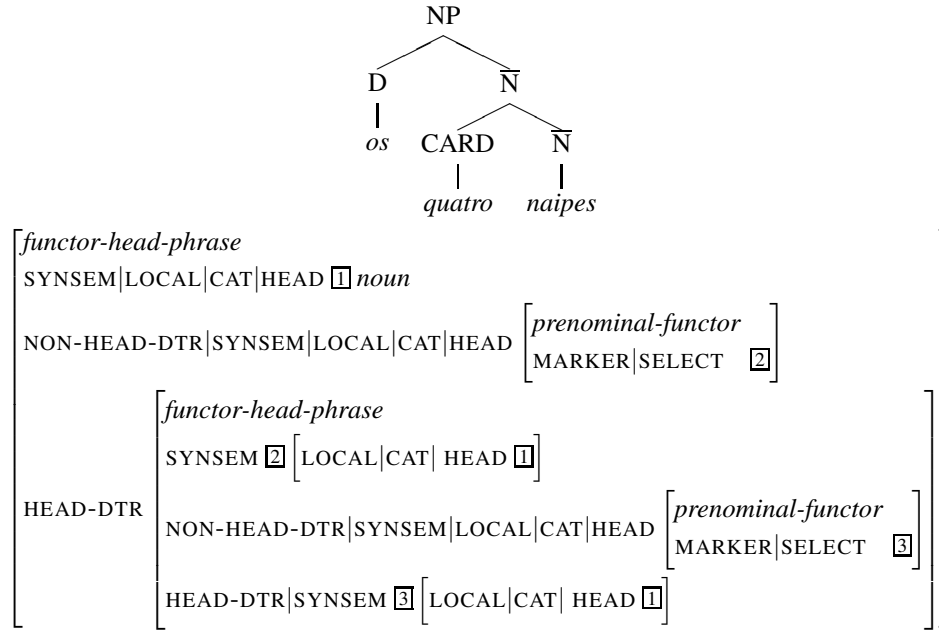 NP
D N̅
os CARD N̅
quatro naipes
functor-head-phrase
SYNSEM|LOCAL|CAT|HEAD 1 noun
NON-HEAD-DTR|SYNSEM|LOCAL|CAT|HEAD prenominal-functor
MARKER|SELECT 2
HEAD-DTR
functor-head-phrase
SYNSEM 2 [LOCAL|CAT| HEAD 1]
NON-HEAD-DTR|SYNSEM|LOCAL|CAT|HEAD prenominal-functor
MARKER|SELECT 3
HEAD-DTR|SYNSEM 3 [LOCAL|CAT| HEAD 1]